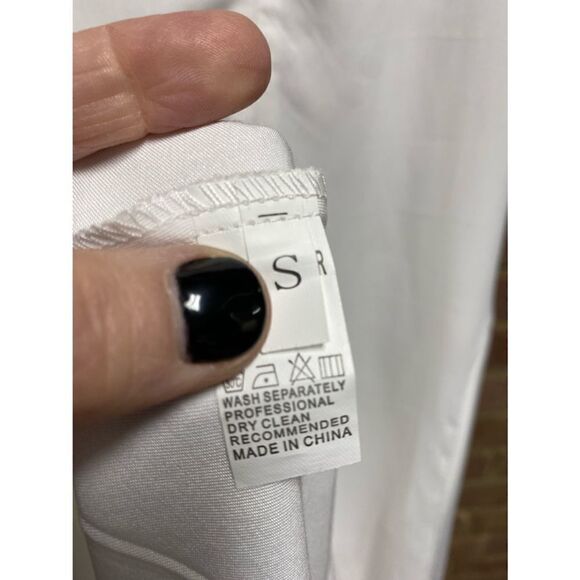 S
R
WASH SEPARATELY
PROFESSIONAL
DRY CLEAN
RECOMMENDED
MADE IN CHINA